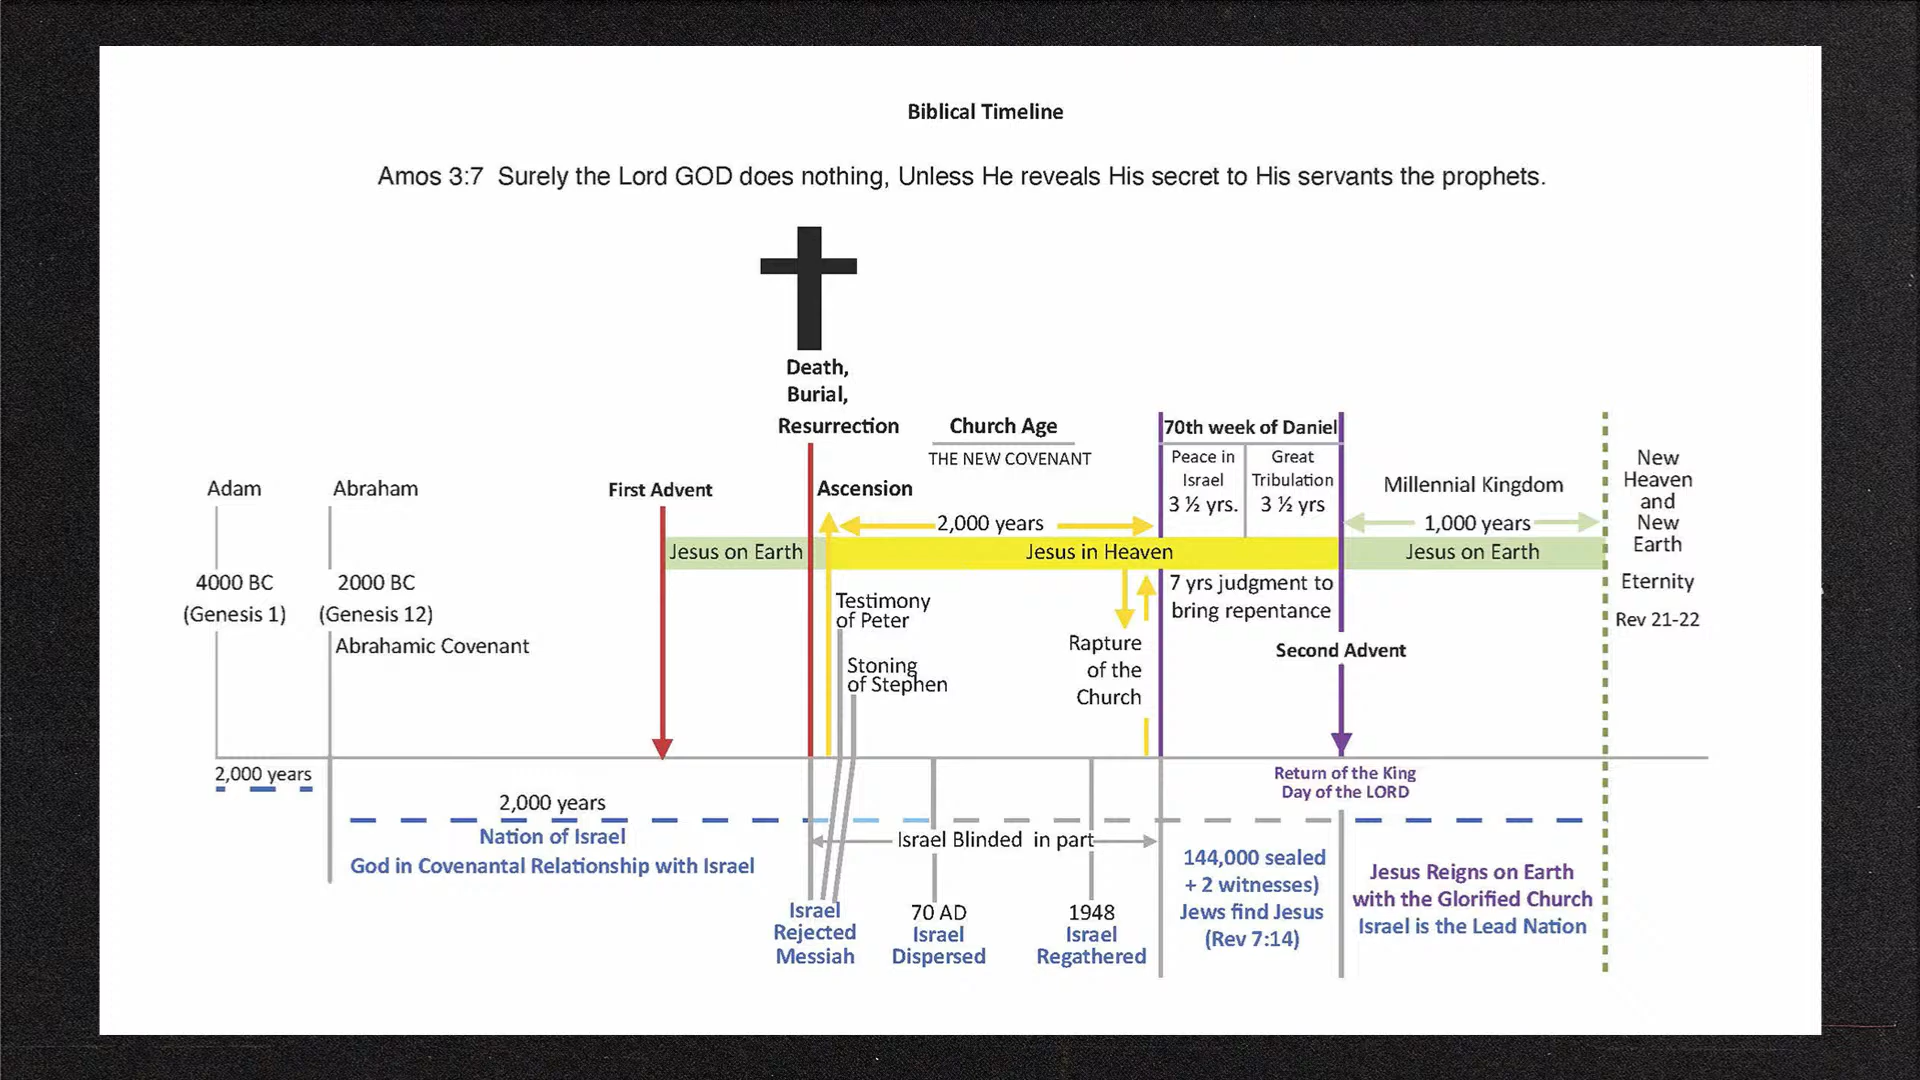 Biblical Timeline
Amos 3:7  Surely the Lord GOD does nothing, Unless He reveals His secret to His servants the prophets.
Death,
Burial,
Resurrection
Church Age
THE NEW COVENANT
70th week of Daniel
Peace in
Israel
3 ½ yrs.
Great
Tribulation
3 ½ yrs
Adam
Abraham
First Advent
Ascension
2,000 years
Millennial Kingdom
1,000 years
New
Heaven
and
New
Earth
Eternity
Rev 21-22
Jesus on Earth
Jesus in Heaven
Jesus on Earth
4000 BC
(Genesis 1)
2000 BC
(Genesis 12)
Abrahamic Covenant
Testimony
of Peter
Stoning
of Stephen
Rapture
of the
Church
7 yrs judgment to
bring repentance
Second Advent
2,000 years
2,000 years
Nation of Israel
God in Covenantal Relationship with Israel
Return of the King
Day of the LORD
Israel Blinded  in part
Israel
Rejected
Messiah
70 AD
Israel
Dispersed
1948
Israel
Regathered
144,000 sealed
+ 2 witnesses)
Jews find Jesus
(Rev 7:14)
Jesus Reigns on Earth
with the Glorified Church
Israel is the Lead Nation